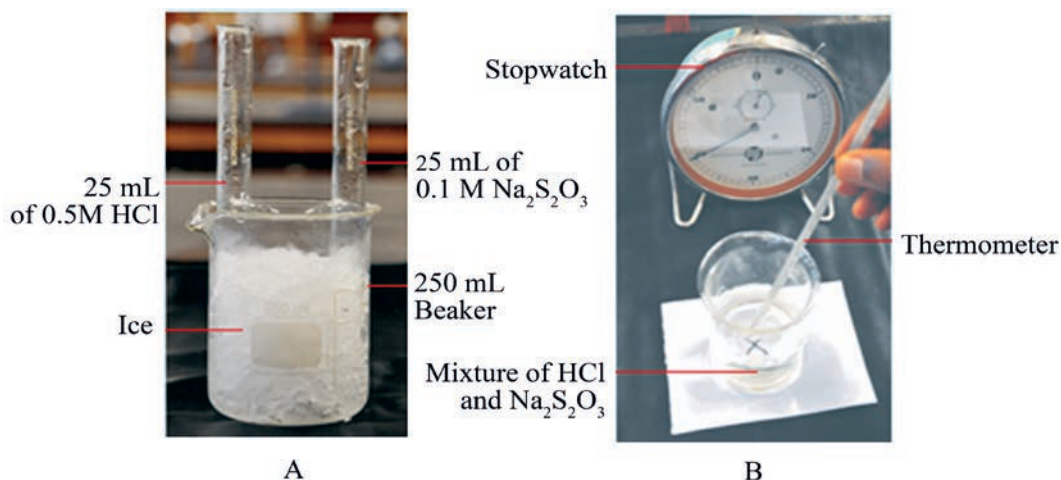 25 mL
of 0.5M HCl
Ice
25 mL of
0.1 M Na₂S₂O₃
250 mL
Beaker
A
Stopwatch
Thermometer
Mixture of HCl
and Na₂S₂O₃
B